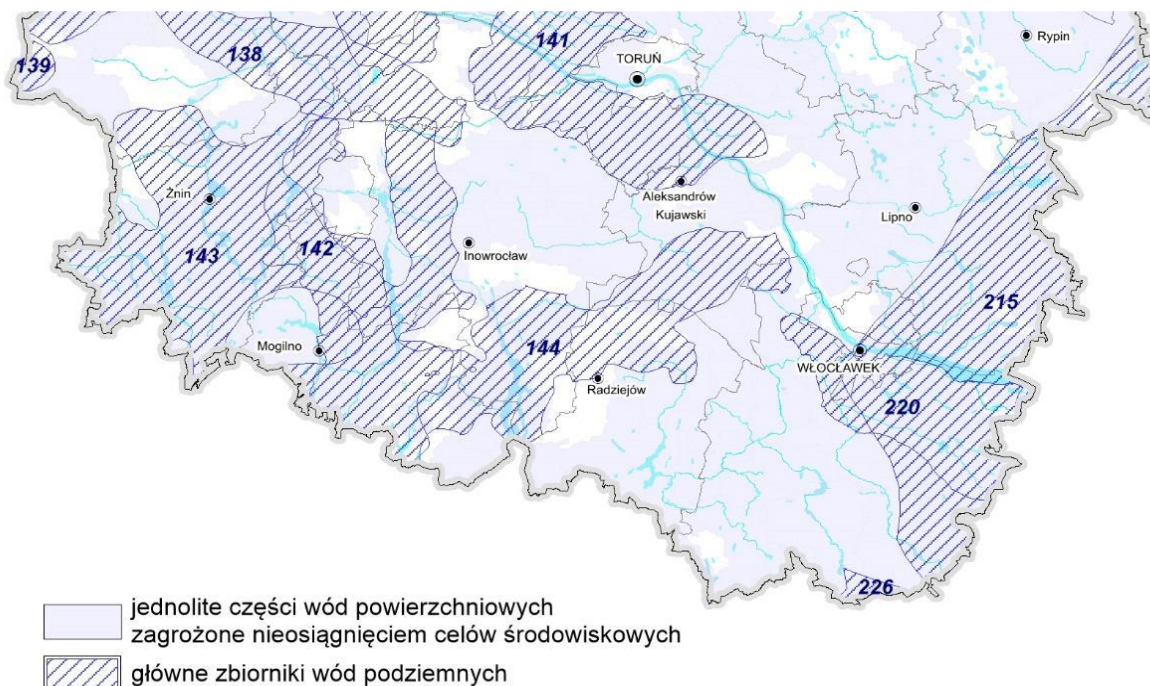 Rypin
141
TORUŃ
138
139
Żnin
Aleksandrów
Kujawski
Lipno
142
Inowrocław
143
215
Mogilno
144
WŁOCŁAWEK
Radziejów
220
226
jednolite części wód powierzchniowych
zagrożone nieosiągnięciem celów środowiskowych
główne zbiorniki wód podziemnych